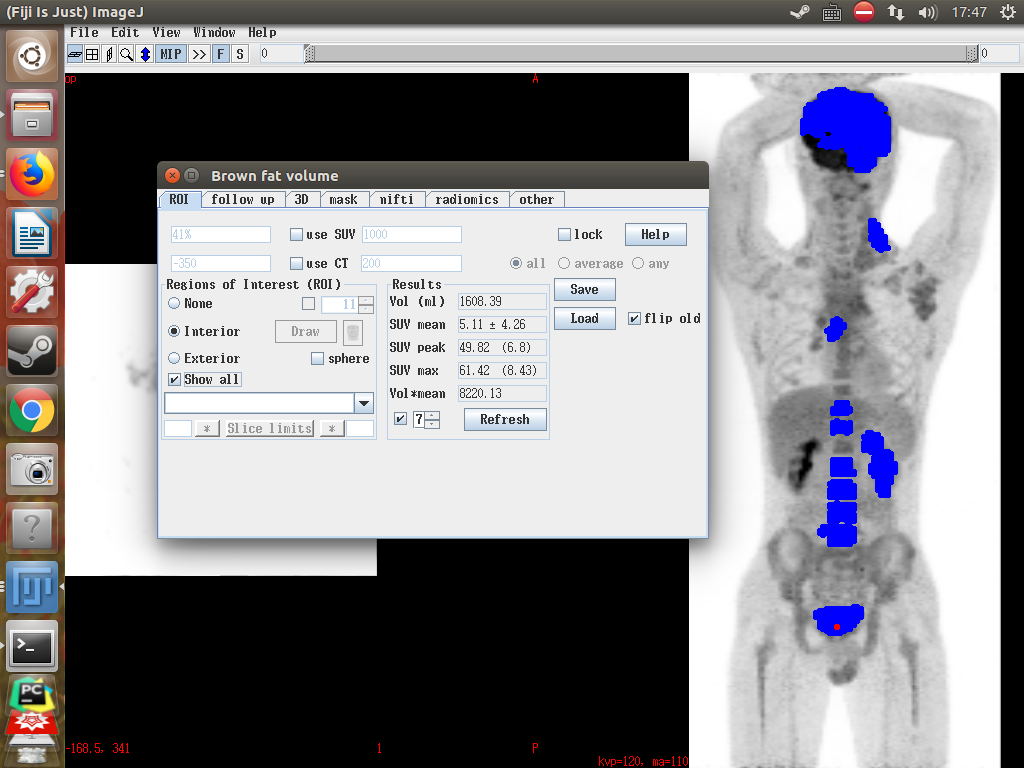 (Fiji Is Just) ImageJ 17:47
File Edit View Window Help
MIP >> F S 0 0
A
Brown fat volume
ROI follow up 3D mask nifti radiomics other
41% use SUV 1000 lock Help
-350 use CT 200 all average any
Regions of Interest (ROI)
None 11
Interior Draw
Exterior sphere
Show all
* Slice limits *
Results
Vol (ml) 1608.39
SUV mean 5.11 ± 4.26
SUV peak 49.82 (6.8)
SUV max 61.42 (8.43)
Vol*mean 8220.13
7 Refresh
Save
Load flip old
-168.5, 341 1 P
kvp=120, ma=110
PC